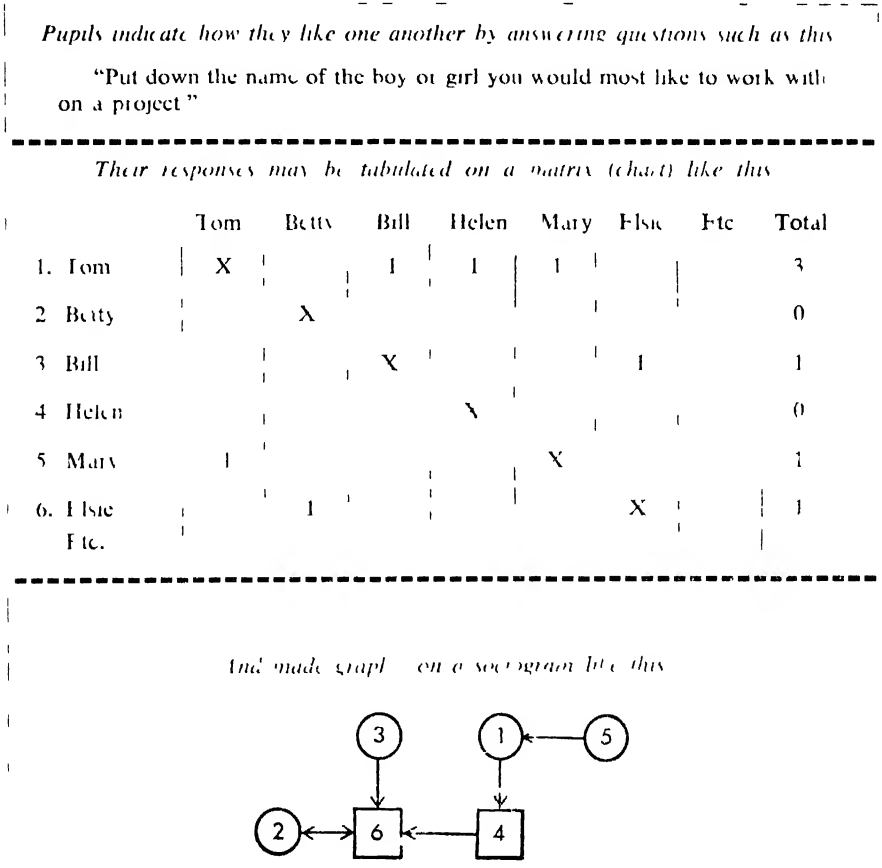 Pupils indicate how they like one another by answering questions such as this
"Put down the name of the boy or girl you would most like to work with
on a project"
Their responses may be tabulated on a matrix (chart) like this
Tom Betty Bill Helen Mary Elsie Etc Total
1. Tom X 1 1 1 3
2 Betty X 0
3 Bill X 1 1
4 Helen X 0
5 Mary 1 X 1
6. Elsie 1 X 1
Etc.
And made graph on a sociogram like this
3 1 5
2 6 4